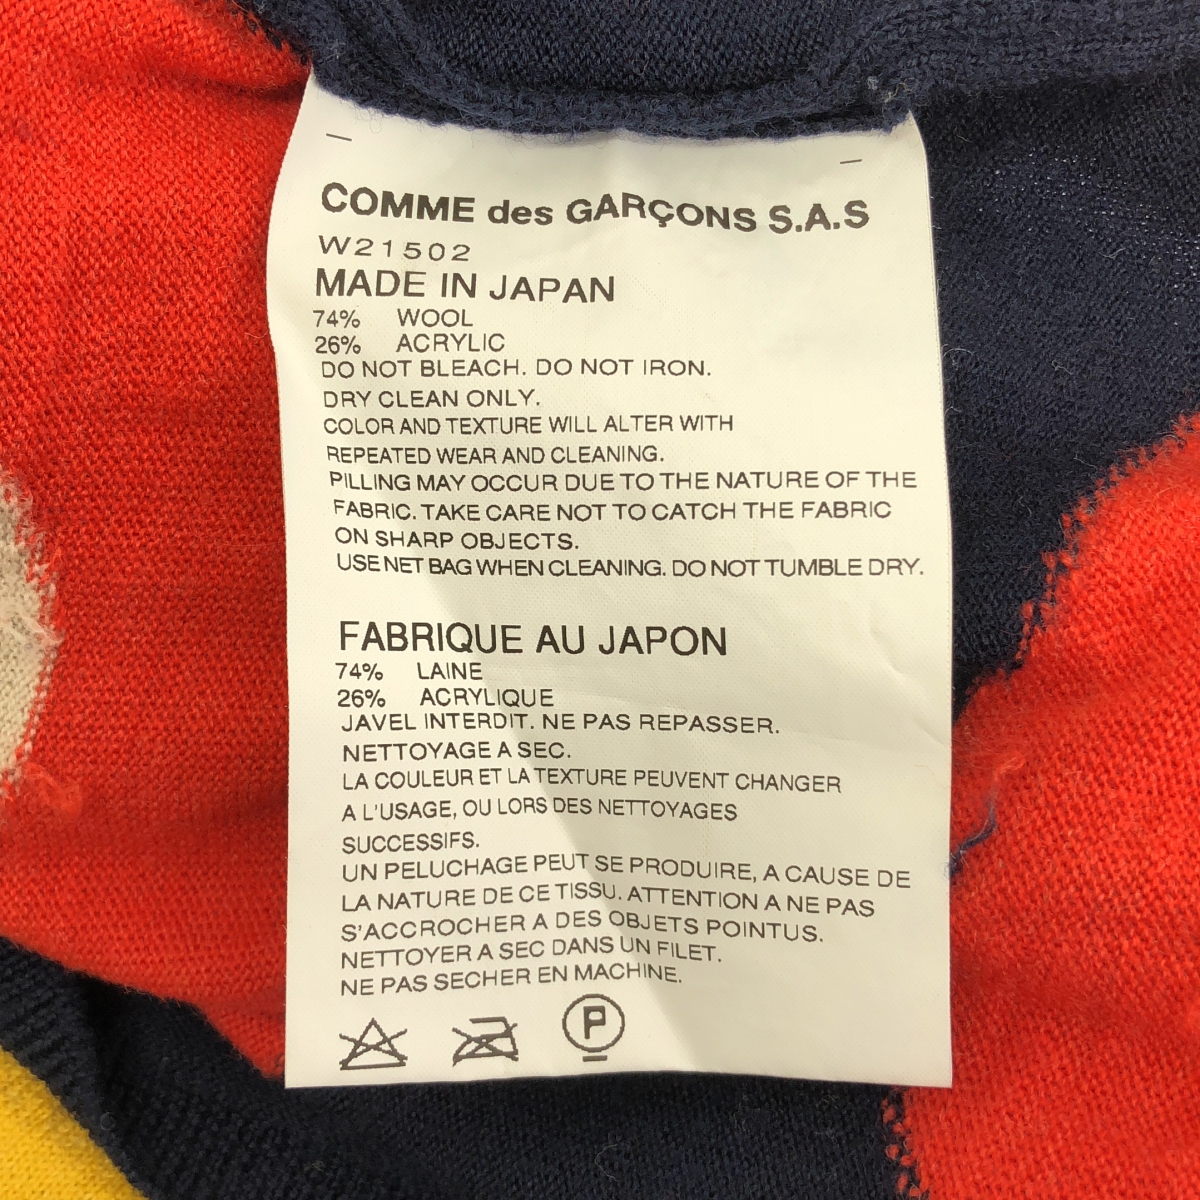 COMME des GARÇONS S.A.S
W21502
MADE IN JAPAN
74% WOOL
26% ACRYLIC
DO NOT BLEACH. DO NOT IRON.
DRY CLEAN ONLY.
COLOR AND TEXTURE WILL ALTER WITH
REPEATED WEAR AND CLEANING.
PILLING MAY OCCUR DUE TO THE NATURE OF THE
FABRIC. TAKE CARE NOT TO CATCH THE FABRIC
ON SHARP OBJECTS.
USE NET BAG WHEN CLEANING. DO NOT TUMBLE DRY.
FABRIQUE AU JAPON
74% LAINE
26% ACRYLIQUE
JAVEL INTERDIT. NE PAS REPASSER.
NETTOYAGE A SEC.
LA COULEUR ET LA TEXTURE PEUVENT CHANGER
A L'USAGE, OU LORS DES NETTOYAGES
SUCCESSIFS.
UN PELUCHAGE PEUT SE PRODUIRE, A CAUSE DE
LA NATURE DE CE TISSU. ATTENTION A NE PAS
S'ACCROCHER A DES OBJETS POINTUS.
NETTOYER A SEC DANS UN FILET.
NE PAS SECHER EN MACHINE.
P